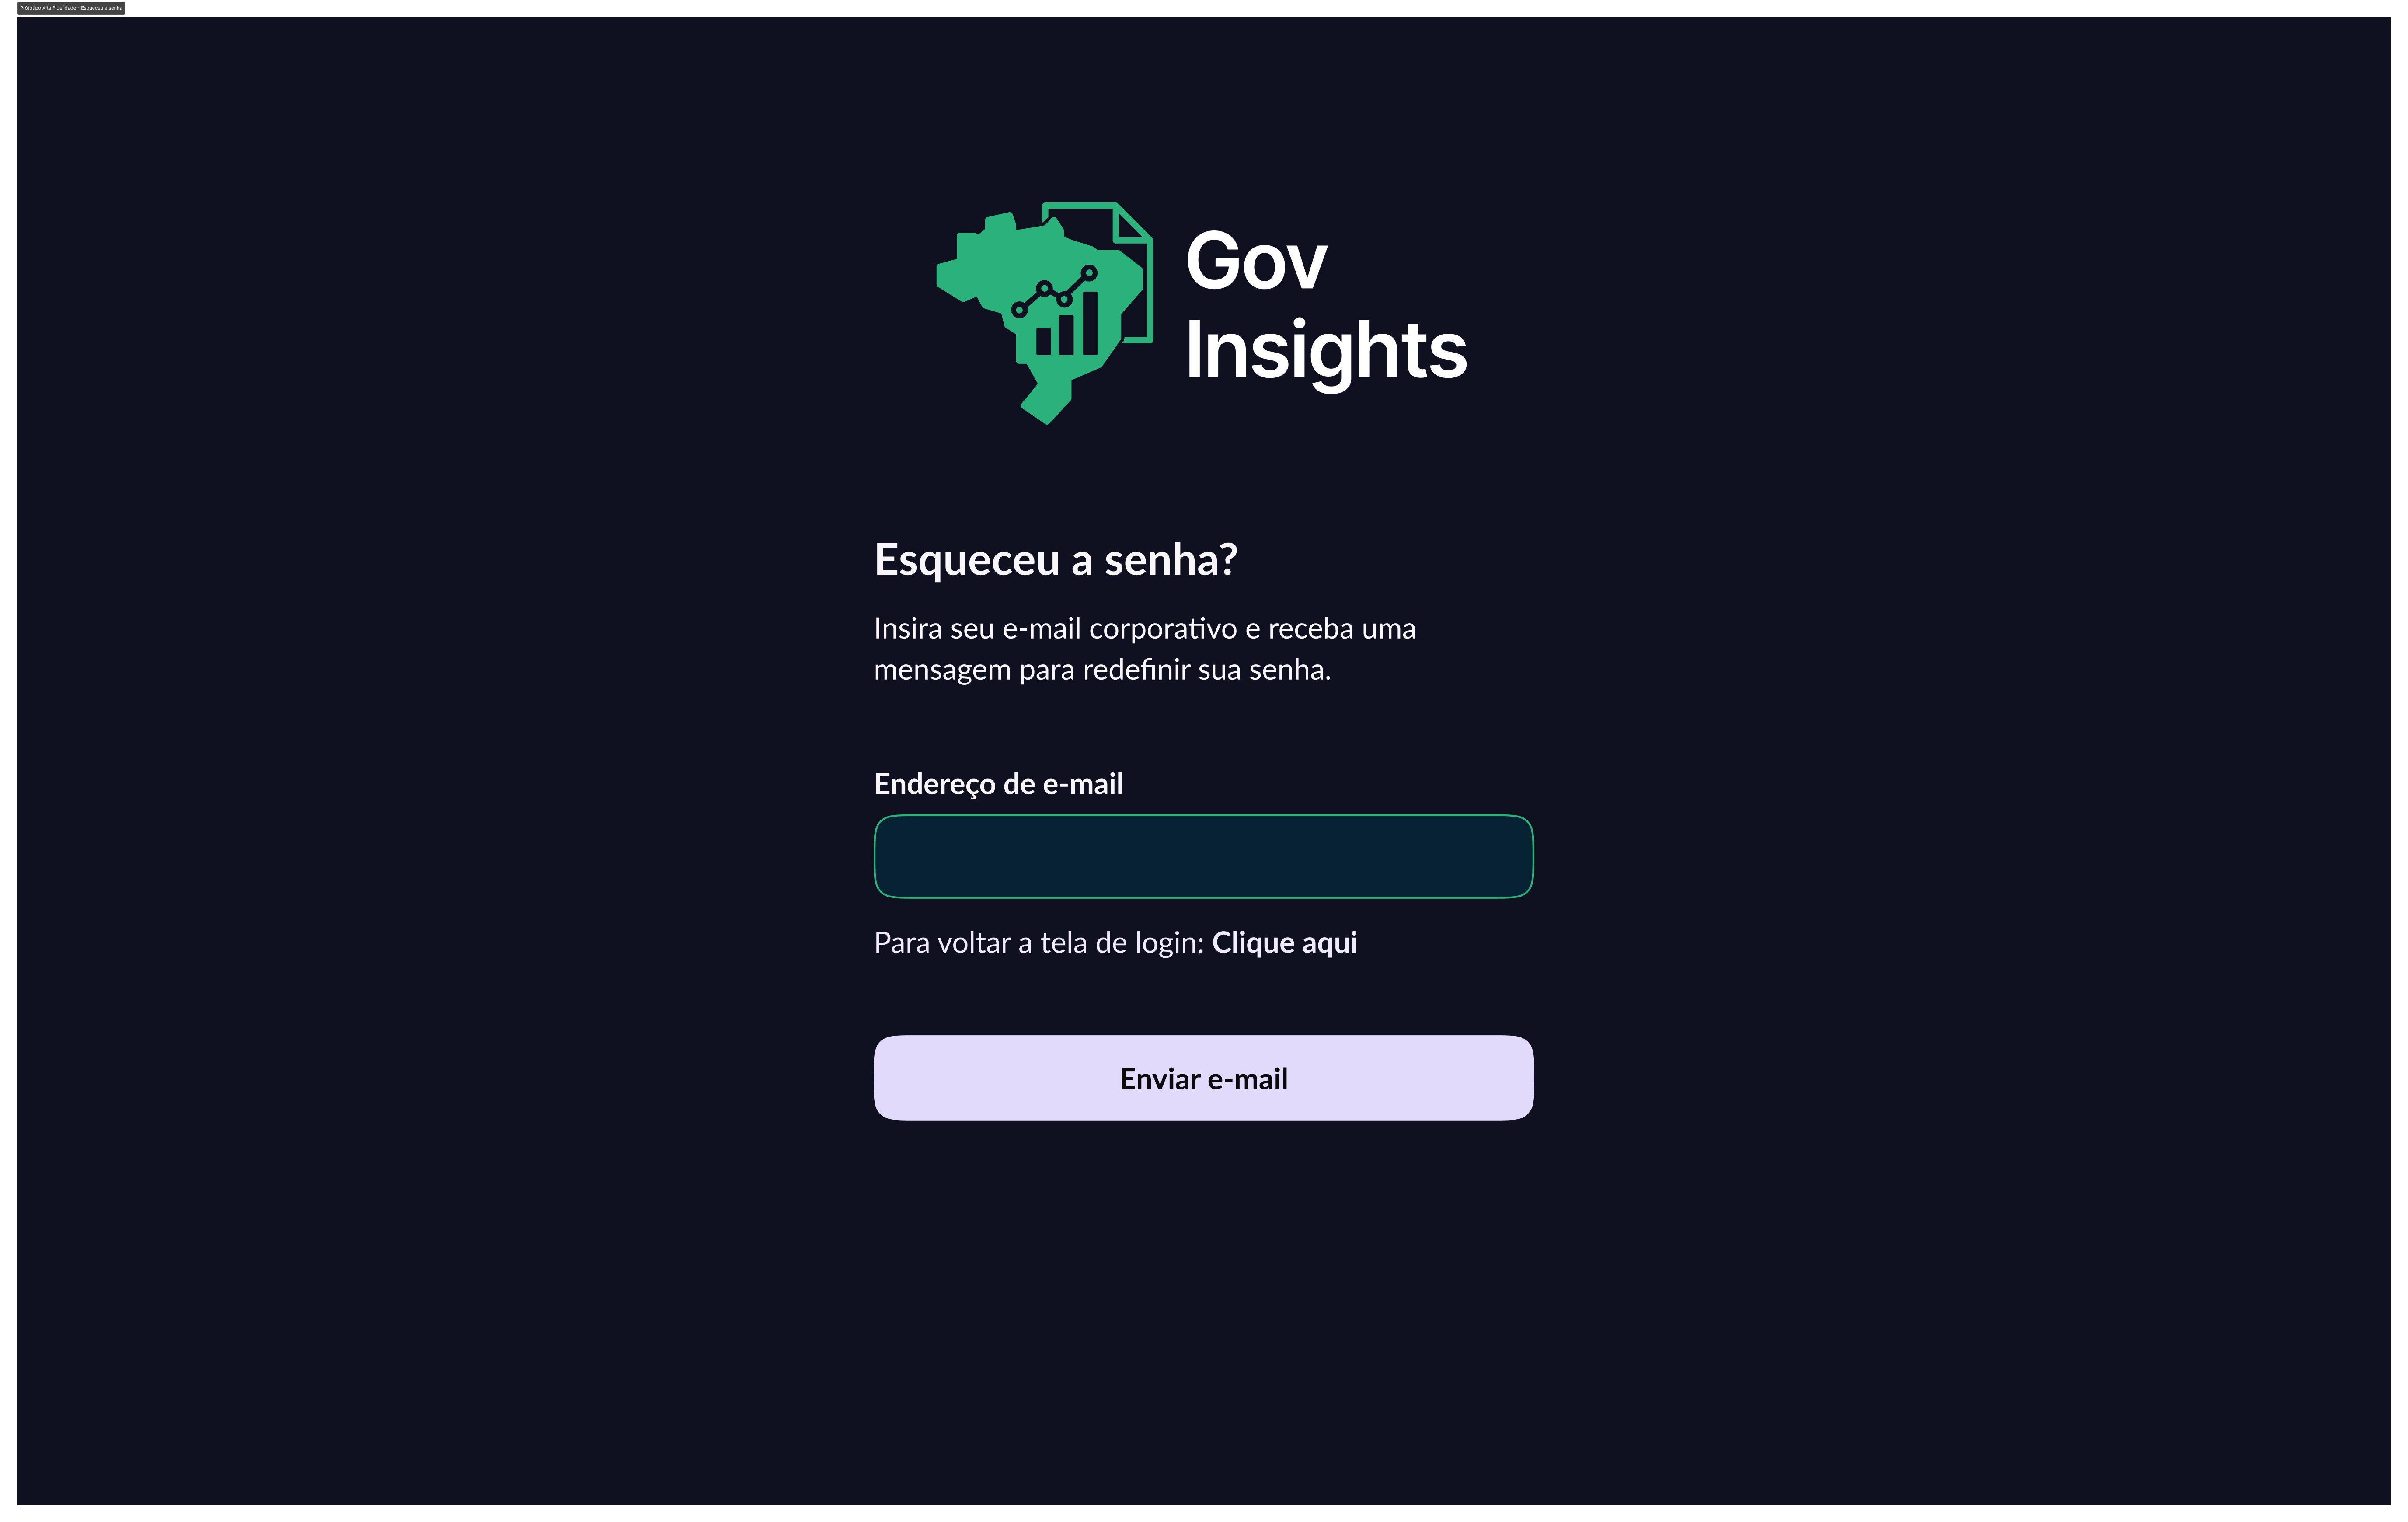 Protótipo Alta Fidelidade - Esqueceu a senha
Gov
Insights
Esqueceu a senha?
Insira seu e-mail corporativo e receba uma
mensagem para redefinir sua senha.
Endereço de e-mail
Para voltar a tela de login: Clique aqui
Enviar e-mail